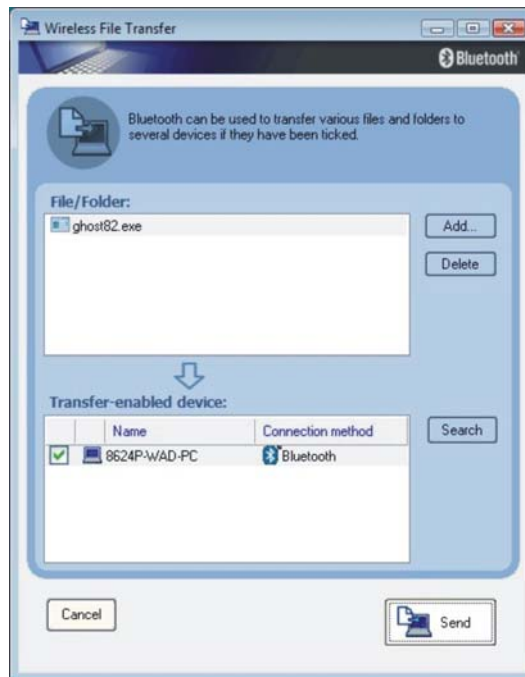 Wireless File Transfer
Bluetooth
Bluetooth can be used to transfer various files and folders to
several devices if they have been ticked.
File/Folder:
ghost82.exe
Add...
Delete
Transfer-enabled device:
Name Connection method
Search
8624P-WAD-PC Bluetooth
Cancel
Send